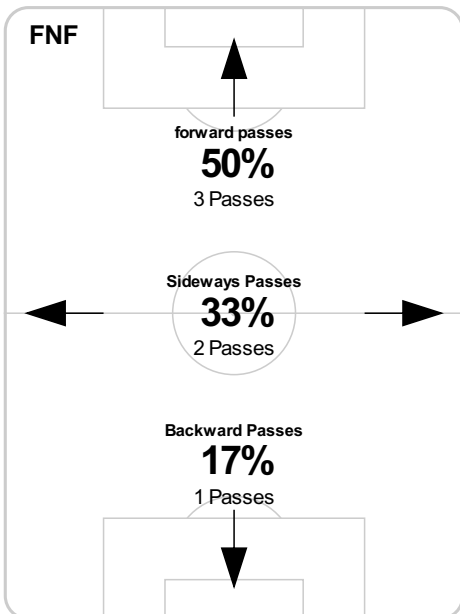 FNF
forward passes
50%
3 Passes
Sideways Passes
33%
2 Passes
Backward Passes
17%
1 Passes